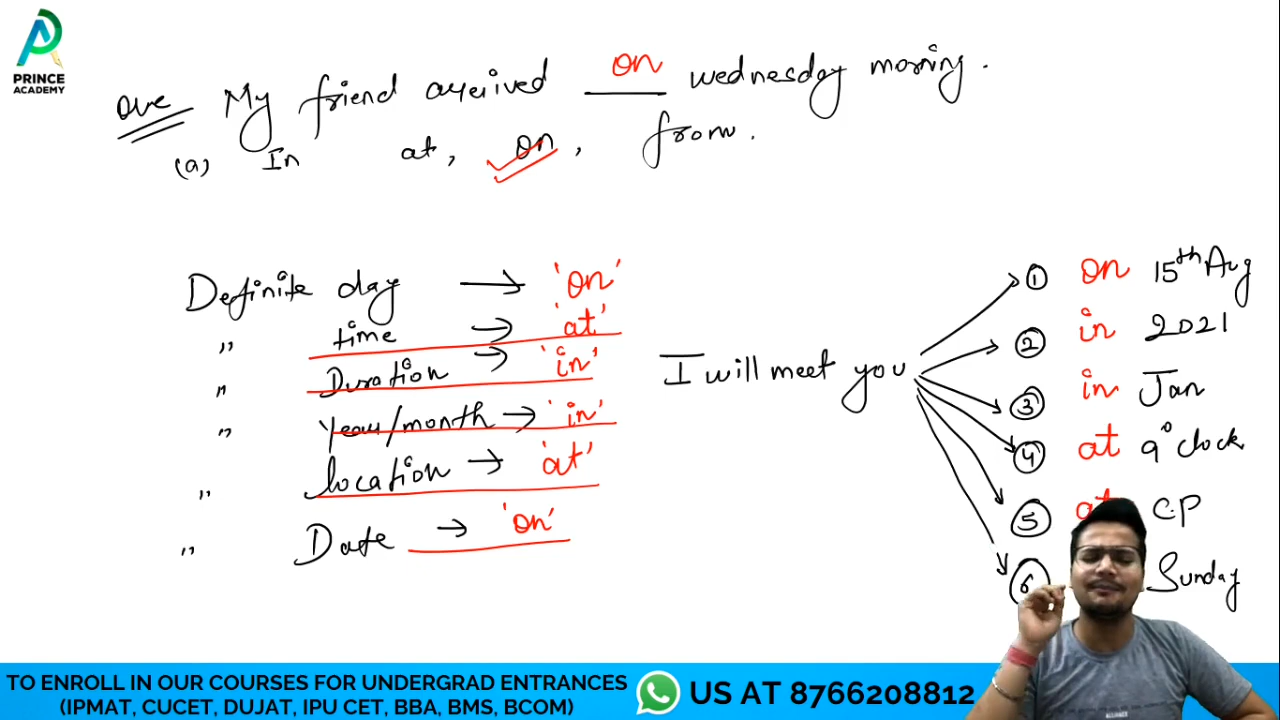 PRINCE
ACADEMY
Que My friend arrived on wednesday morning.
(a) In at, on, from.
Definite day → 'on'
" time → 'at'
" Duration → 'in'
" Year/month → 'in'
" location → 'at'
" Date → 'on'
I will meet you
① on 15th Aug
② in 2021
③ in Jan
④ at 9 o'clock
⑤ at CP
⑥ Sunday
TO ENROLL IN OUR COURSES FOR UNDERGRAD ENTRANCES
(IPMAT, CUCET, DUJAT, IPU CET, BBA, BMS, BCOM)
US AT 8766208812